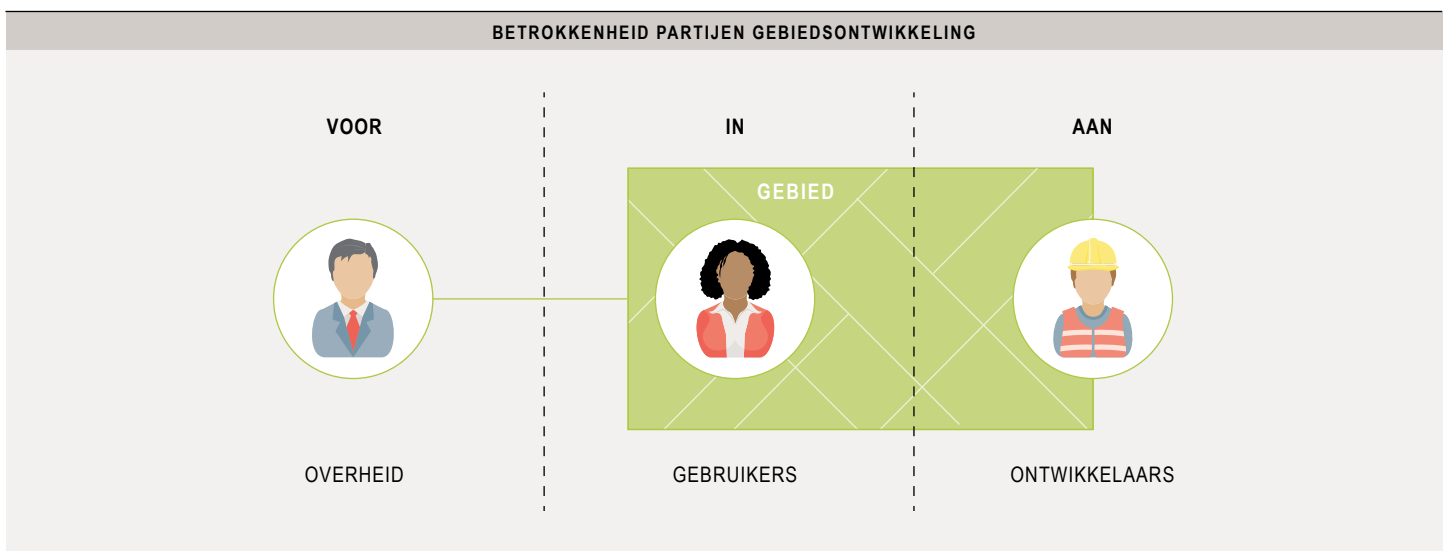 BETROKKENHEID PARTIJEN GEBIEDSONTWIKKELING
VOOR
IN
AAN
GEBIED
OVERHEID
GEBRUIKERS
ONTWIKKELAARS